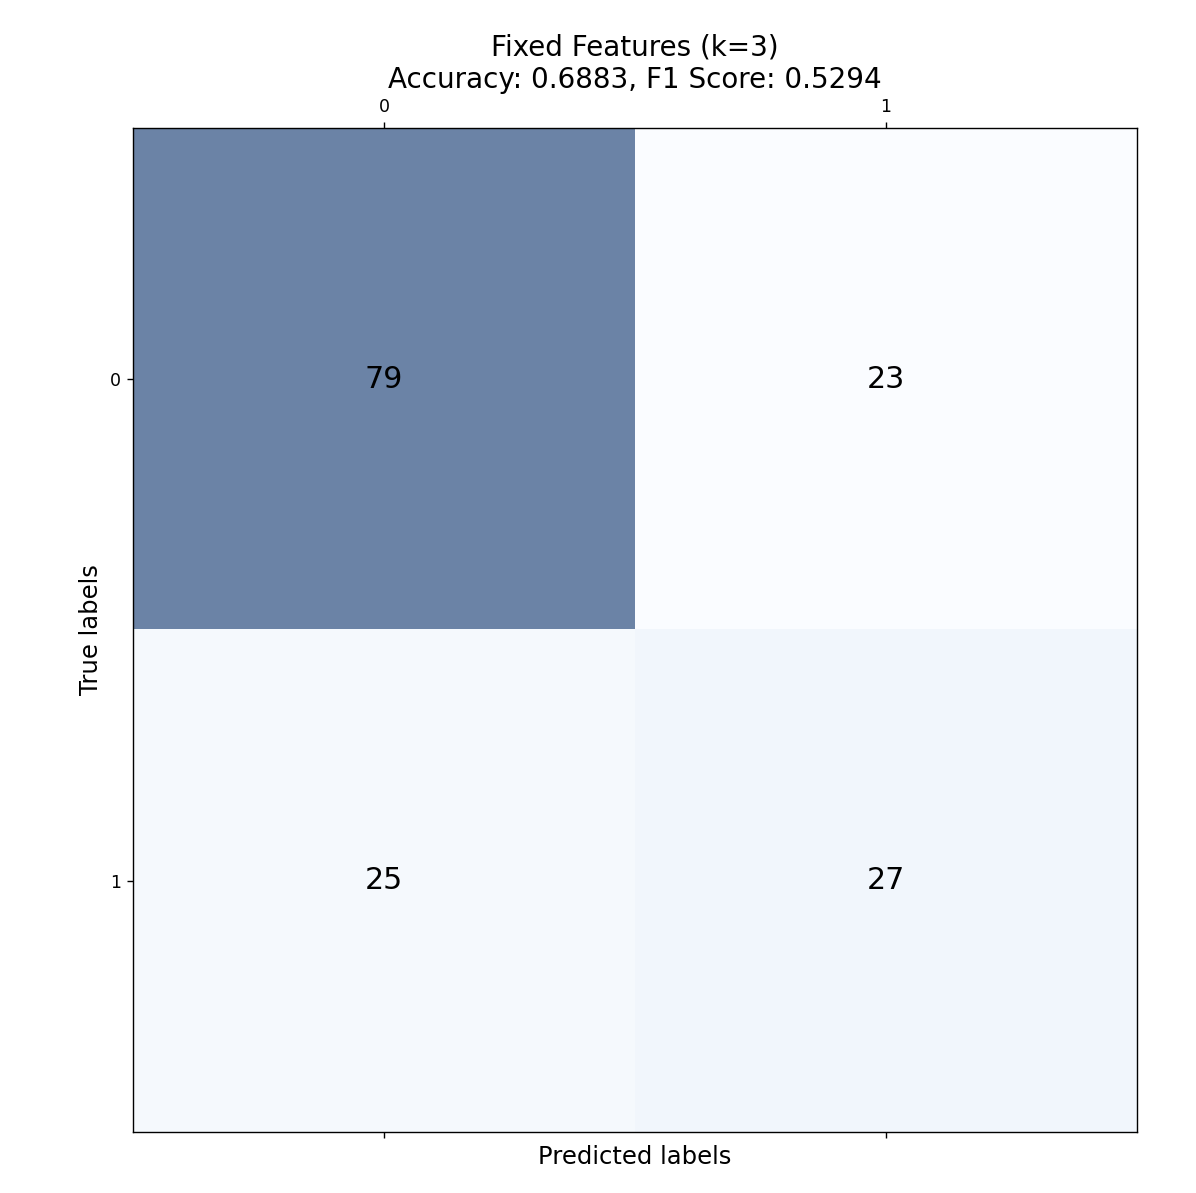 Fixed Features (k=3)
Accuracy: 0.6883, F1 Score: 0.5294
0 1
0 79 23
True labels
1 25 27
Predicted labels